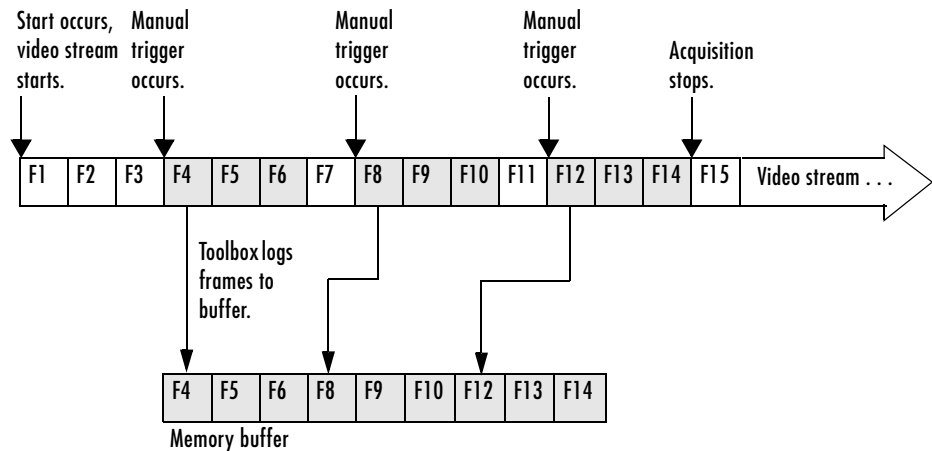 Start occurs,
video stream
starts.
Manual
trigger
occurs.
Manual
trigger
occurs.
Manual
trigger
occurs.
Acquisition
stops.
F1 F2 F3 F4 F5 F6 F7 F8 F9 F10 F11 F12 F13 F14 F15 Video stream . . .
Toolbox logs
frames to
buffer.
F4 F5 F6 F8 F9 F10 F12 F13 F14
Memory buffer